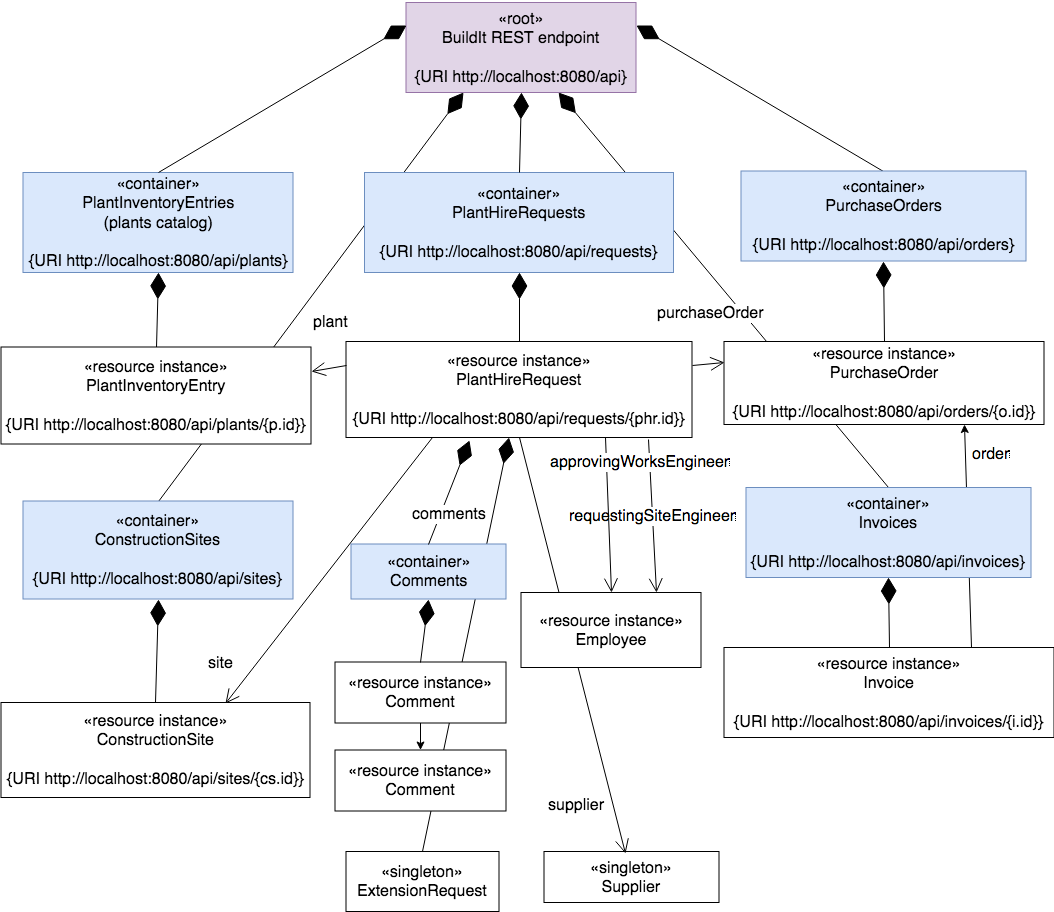 «root»
BuildIt REST endpoint
{URI http://localhost:8080/api}
«container»
PlantInventoryEntries
(plants catalog)
{URI http://localhost:8080/api/plants}
«container»
PlantHireRequests
{URI http://localhost:8080/api/requests}
«container»
PurchaseOrders
{URI http://localhost:8080/api/orders}
plant
purchaseOrder
«resource instance»
PlantInventoryEntry
{URI http://localhost:8080/api/plants/{p.id}}
«resource instance»
PlantHireRequest
{URI http://localhost:8080/api/requests/{phr.id}}
«resource instance»
PurchaseOrder
{URI http://localhost:8080/api/orders/{o.id}}
approvingWorksEngineer
order
comments
requestingSiteEngineer
«container»
ConstructionSites
{URI http://localhost:8080/api/sites}
«container»
Comments
«container»
Invoices
{URI http://localhost:8080/api/invoices}
«resource instance»
Employee
site
«resource instance»
Comment
«resource instance»
Invoice
{URI http://localhost:8080/api/invoices/{i.id}}
«resource instance»
ConstructionSite
{URI http://localhost:8080/api/sites/{cs.id}}
«resource instance»
Comment
supplier
«singleton»
ExtensionRequest
«singleton»
Supplier